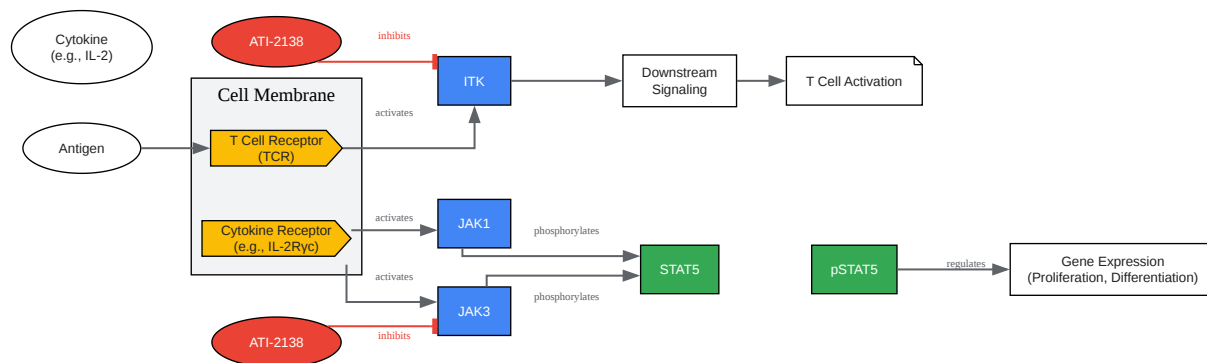 Cytokine
(e.g., IL-2)
ATI-2138
inhibits
ITK
Downstream
Signaling
T Cell Activation
Cell Membrane
activates
Antigen
T Cell Receptor
(TCR)
Cytokine Receptor
(e.g., IL-2Rγc)
activates
JAK1
phosphorylates
STAT5
pSTAT5
regulates
Gene Expression
(Proliferation, Differentiation)
activates
JAK3
phosphorylates
ATI-2138
inhibits